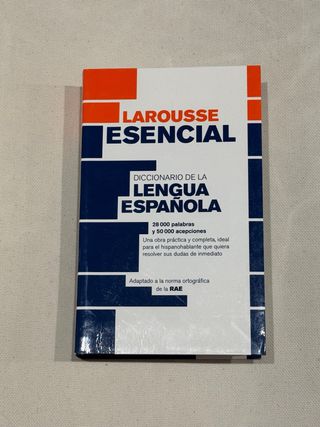 LAROUSSE
ESENCIAL
DICCIONARIO DE LA
LENGUA
ESPAÑOLA
28 000 palabras
y 50 000 acepciones
Una obra práctica y completa, ideal
para el hispanohablante que quiera
resolver sus dudas de inmediato
Adaptado a la norma ortográfica
de la RAE